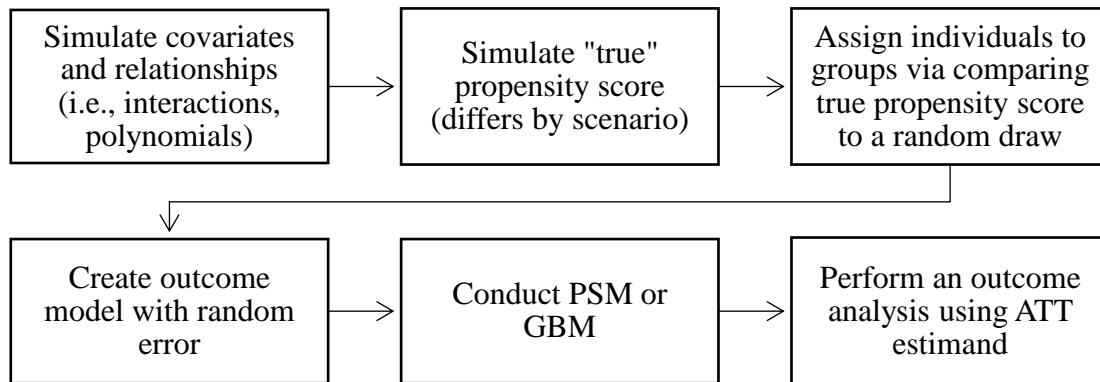 Simulate covariates
and relationships
(i.e., interactions,
polynomials)
Simulate "true"
propensity score
(differs by scenario)
Assign individuals to
groups via comparing
true propensity score
to a random draw
Create outcome
model with random
error
Conduct PSM or
GBM
Perform an outcome
analysis using ATT
estimand